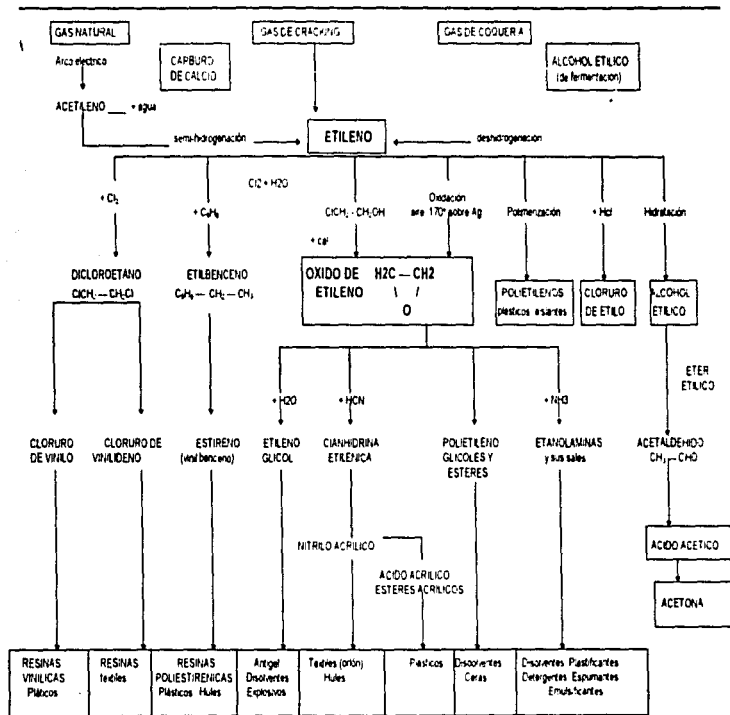 GAS NATURAL
GAS DE CRACKING
GAS DE COQUERIA
Arco electrico
CARBURO
DE CALCIO
ALCOHOL ETILICO
(de fermentación)
ACETILENO + agua
semi-hidrogenación
ETILENO
deshidrogenación
Cl2 + H2O
+ Cl₂
+ C₆H₆
ClCH₂ - CH₂OH
Oxidación
aire 170° sobre Ag
Polimerización
+ Hcl
Hidratación
+ cal
DICLOROETANO
ClCH₂ — CH₂Cl
ETILBENCENO
C₆H₅ — CH₂ — CH₃
OXIDO DE H2C — CH2
ETILENO \ /
O
POLIETILENOS
plásticos aislantes
CLORURO
DE ETILO
ALCOHOL
ETILICO
ETER
ETILICO
+ H2O
+ HCN
+ NH3
CLORURO
DE VINILO
CLORURO DE
VINILIDENO
ESTIRENO
(vinil benceno)
ETILENO
GLICOL
CIANHIDRINA
ETILENICA
POLIETILENO
GLICOLES Y
ESTERES
ETANOLAMINAS
y sus sales
ACETALDEHIDO
CH₃ — CHO
NITRILO ACRILICO
ACIDO ACRILICO
ESTERES ACRILICOS
ACIDO ACETICO
ACETONA
RESINAS
VINILICAS
Pláticos
RESINAS
textiles
RESINAS
POLIESTIRENICAS
Plásticos Hules
Antigel
Disolventes
Explosivos
Textiles (orlón)
Hules
Plasticos
Disolventes
Ceras
Disolventes Plastificantes
Detergentes Espumantes
Emulsificantes